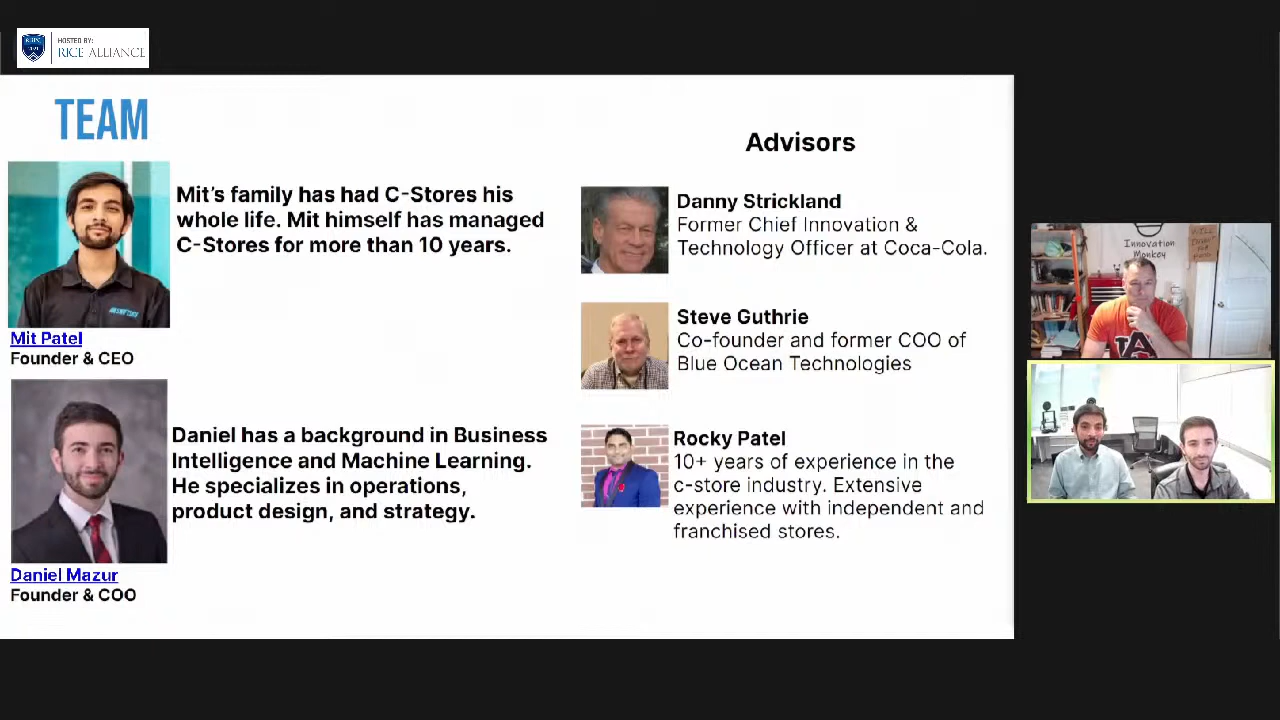 HOSTED BY:
RICE ALLIANCE
TEAM
Mit's family has had C-Stores his
whole life. Mit himself has managed
C-Stores for more than 10 years.
Mit Patel
Founder & CEO
Daniel has a background in Business
Intelligence and Machine Learning.
He specializes in operations,
product design, and strategy.
Daniel Mazur
Founder & COO
Advisors
Danny Strickland
Former Chief Innovation &
Technology Officer at Coca-Cola.
Steve Guthrie
Co-founder and former COO of
Blue Ocean Technologies
Rocky Patel
10+ years of experience in the
c-store industry. Extensive
experience with independent and
franchised stores.
Innovation
Monkey
WILL